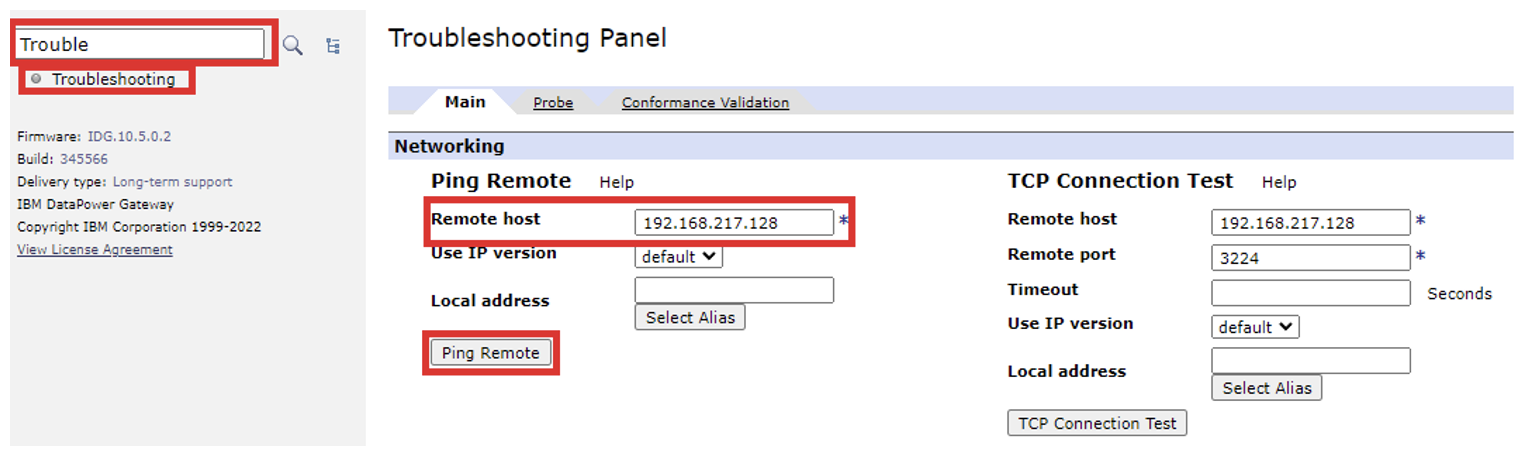 Trouble
Troubleshooting
Firmware: IDG.10.5.0.2
Build: 345566
Delivery type: Long-term support
IBM DataPower Gateway
Copyright IBM Corporation 1999-2022
View License Agreement
Troubleshooting Panel
Main Probe Conformance Validation
Networking
Ping Remote Help
Remote host 192.168.217.128 *
Use IP version default
Local address
Select Alias
Ping Remote
TCP Connection Test Help
Remote host 192.168.217.128 *
Remote port 3224 *
Timeout Seconds
Use IP version default
Local address
Select Alias
TCP Connection Test